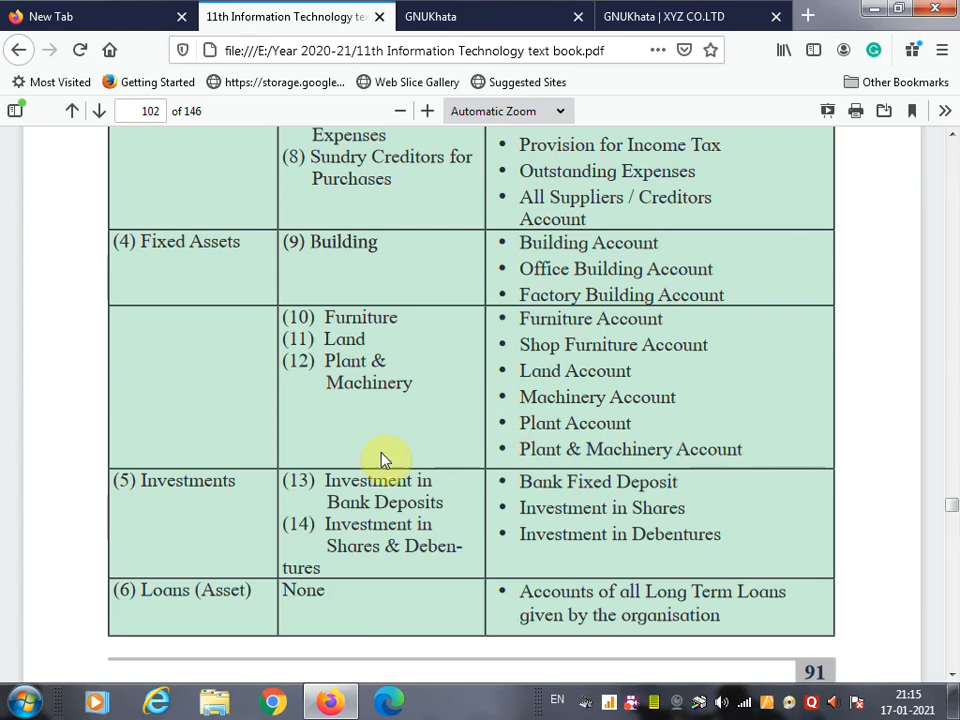 New Tab
11th Information Technology te
GNUKhata
GNUKhata | XYZ CO.LTD
file:///E:/Year 2020-21/11th Information Technology text book.pdf
Most Visited
Getting Started
https://storage.google...
Web Slice Gallery
Suggested Sites
Other Bookmarks
102
of 146
Automatic Zoom
Expenses
(8) Sundry Creditors for
Purchases
• Provision for Income Tax
• Outstanding Expenses
• All Suppliers / Creditors
Account
(4) Fixed Assets
(9) Building
• Building Account
• Office Building Account
• Factory Building Account
(10) Furniture
(11) Land
(12) Plant &
Machinery
• Furniture Account
• Shop Furniture Account
• Land Account
• Machinery Account
• Plant Account
• Plant & Machinery Account
(5) Investments
(13) Investment in
Bank Deposits
(14) Investment in
Shares & Deben-
tures
• Bank Fixed Deposit
• Investment in Shares
• Investment in Debentures
(6) Loans (Asset)
None
• Accounts of all Long Term Loans
given by the organisation
91
EN
21:15
17-01-2021